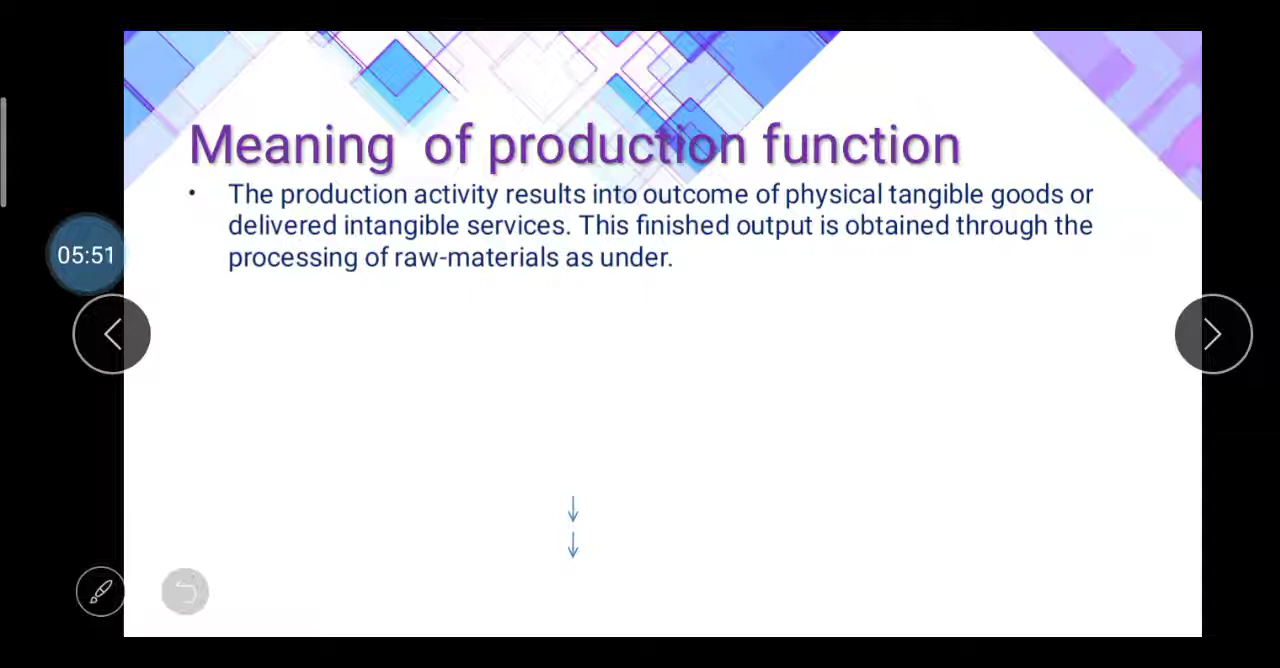 Meaning of production function
• The production activity results into outcome of physical tangible goods or
delivered intangible services. This finished output is obtained through the
processing of raw-materials as under.
05:51